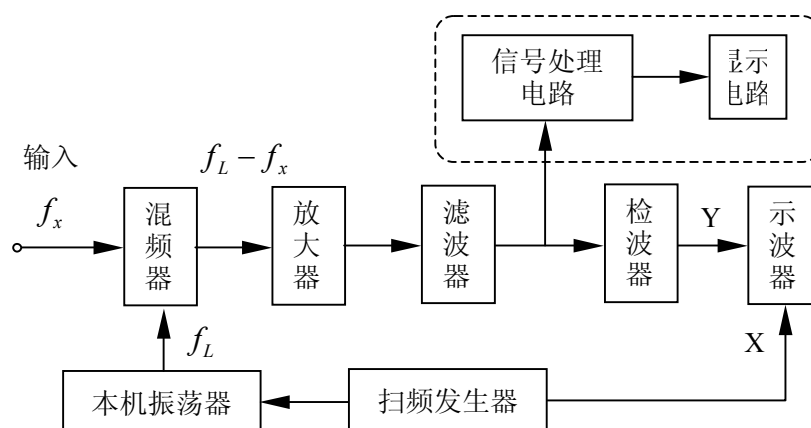 信号处理
电路
显示
电路
输入
f_x
f_L − f_x
混频器
放大器
滤波器
检波器
Y
示波器
f_L
X
本机振荡器
扫频发生器